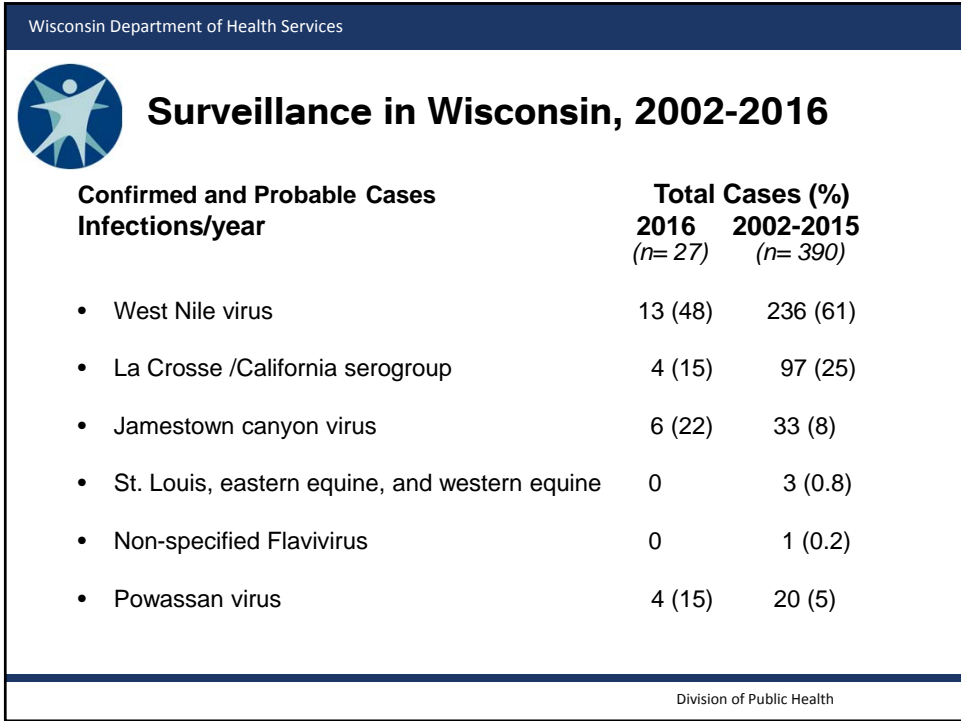 Wisconsin Department of Health Services
Surveillance in Wisconsin, 2002-2016
Confirmed and Probable Cases Total Cases (%)
Infections/year 2016 2002-2015
(n= 27) (n= 390)
• West Nile virus 13 (48) 236 (61)
• La Crosse /California serogroup 4 (15) 97 (25)
• Jamestown canyon virus 6 (22) 33 (8)
• St. Louis, eastern equine, and western equine 0 3 (0.8)
• Non-specified Flavivirus 0 1 (0.2)
• Powassan virus 4 (15) 20 (5)
Division of Public Health